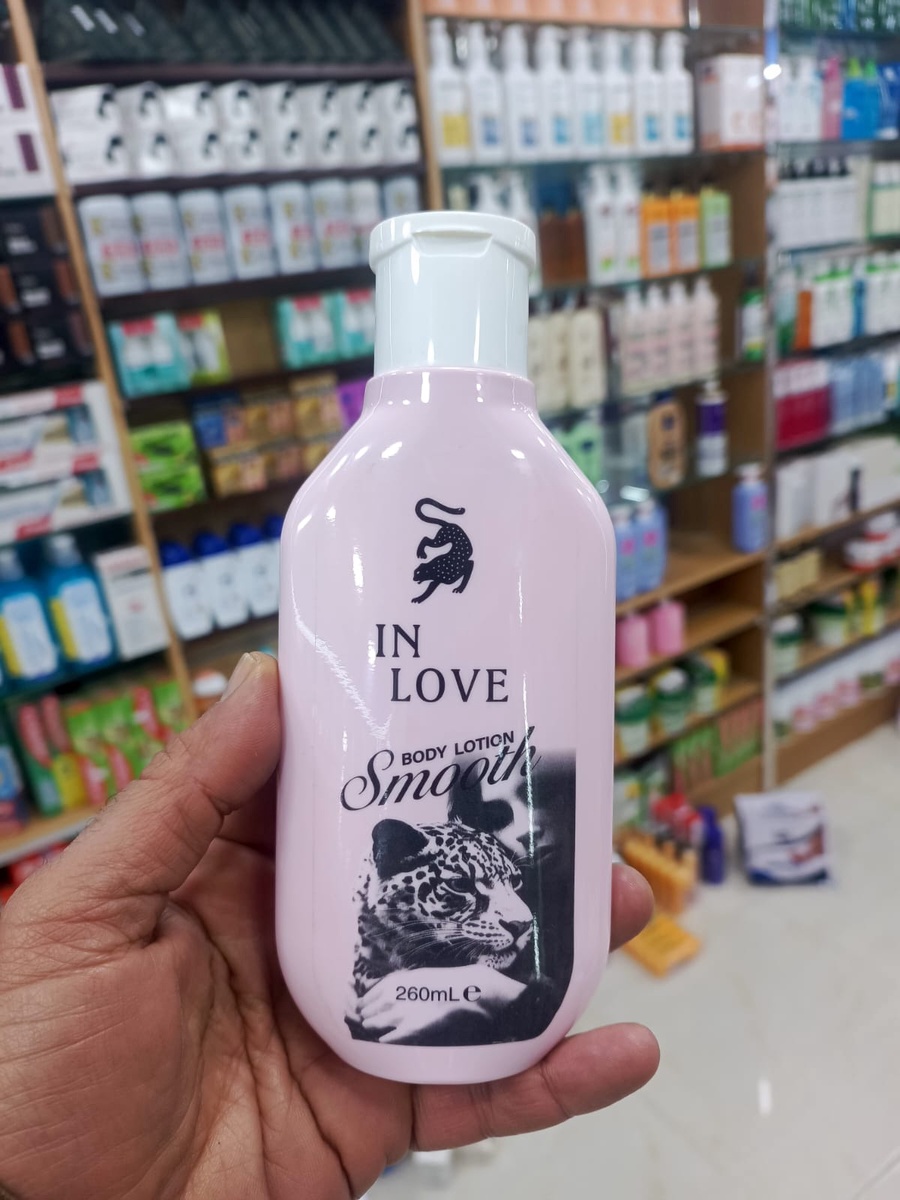 IN
LOVE
BODY LOTION
Smooth
260mL℮